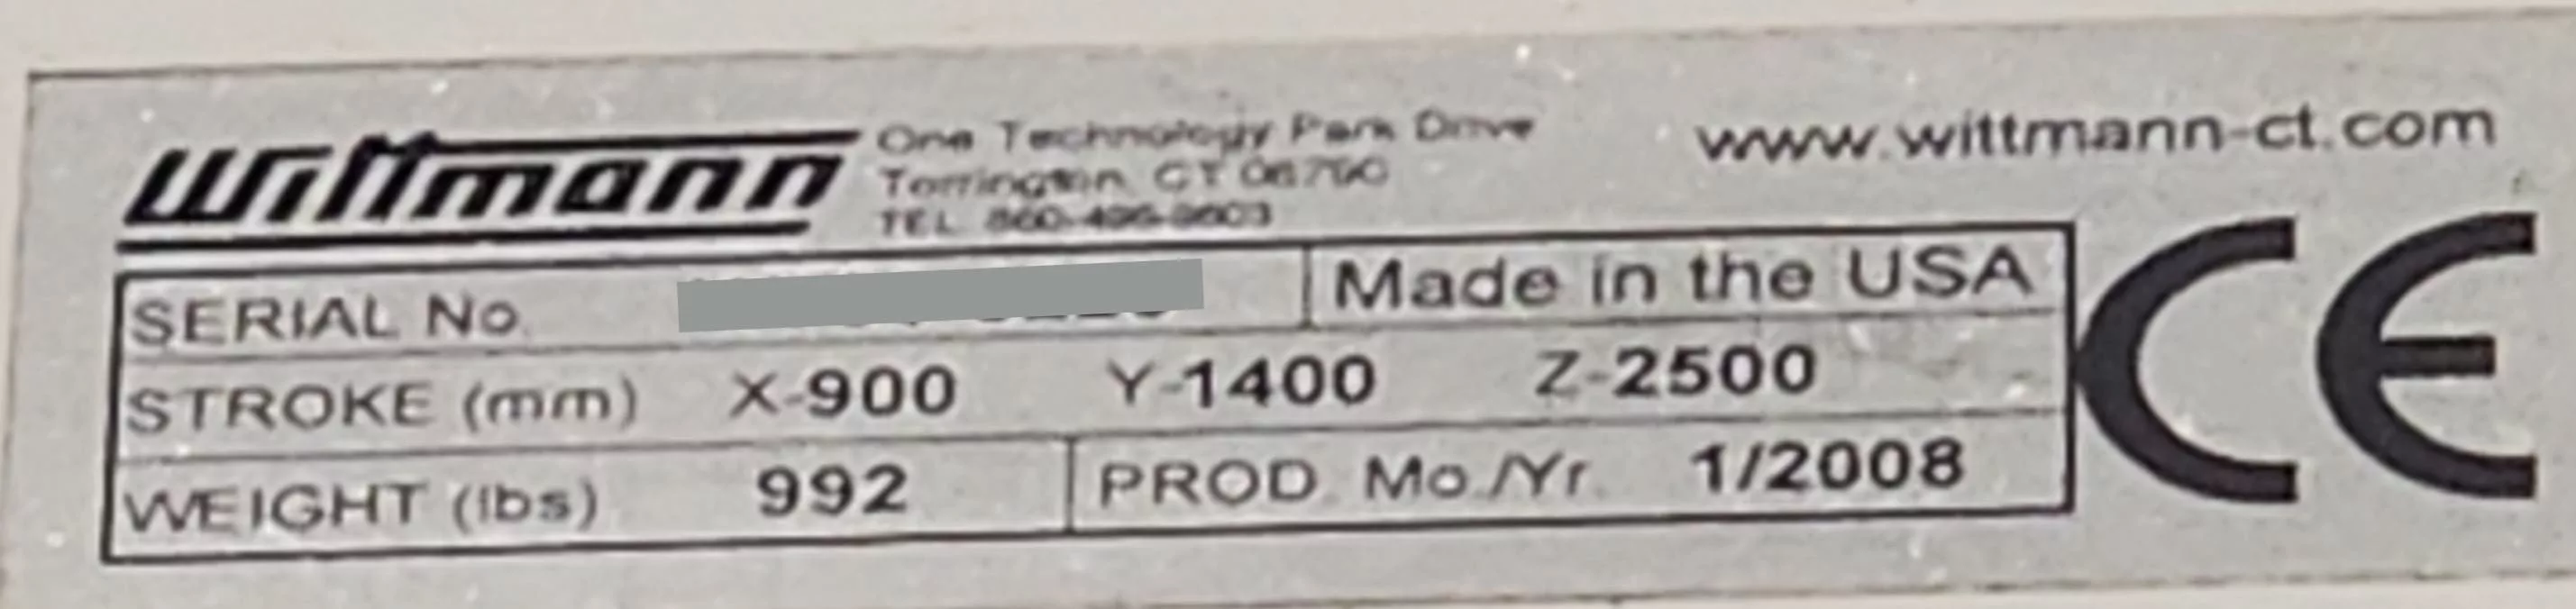 wittmann
One Technology Park Drive
Torrington, CT 06790
TEL 860-496-9603
www.wittmann-ct.com
SERIAL No.
Made in the USA
STROKE (mm) X-900 Y-1400 Z-2500
WEIGHT (lbs) 992 PROD. Mo./Yr. 1/2008
CE